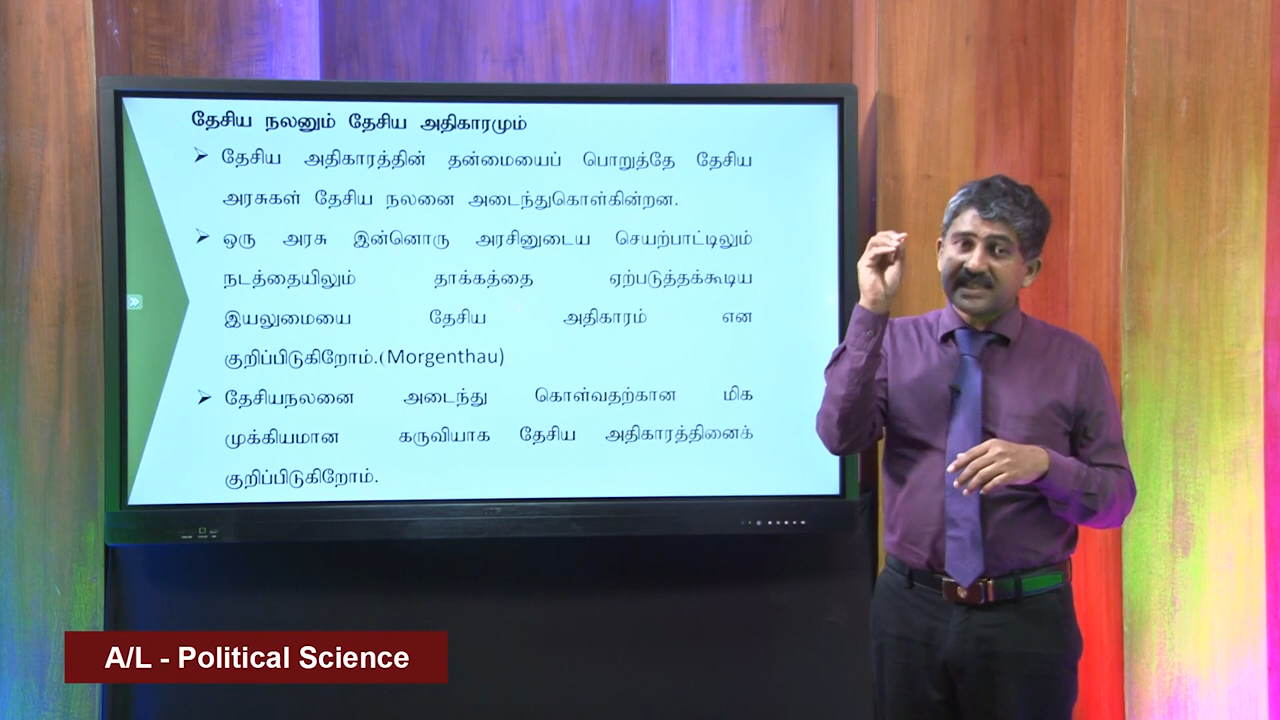 தேசிய நலனும் தேசிய அதிகாரமும்
➢ தேசிய அதிகாரத்தின் தன்மையைப் பொறுத்தே தேசிய
அரசுகள் தேசிய நலனை அடைந்துகொள்கின்றன.
➢ ஒரு அரசு இன்னொரு அரசினுடைய செயற்பாட்டிலும்
நடத்தையிலும் தாக்கத்தை ஏற்படுத்தக்கூடிய
இயலுமையை தேசிய அதிகாரம் என
குறிப்பிடுகிறோம்.(Morgenthau)
➢ தேசியநலனை அடைந்து கொள்வதற்கான மிக
முக்கியமான கருவியாக தேசிய அதிகாரத்தினைக்
குறிப்பிடுகிறோம்.
A/L - Political Science